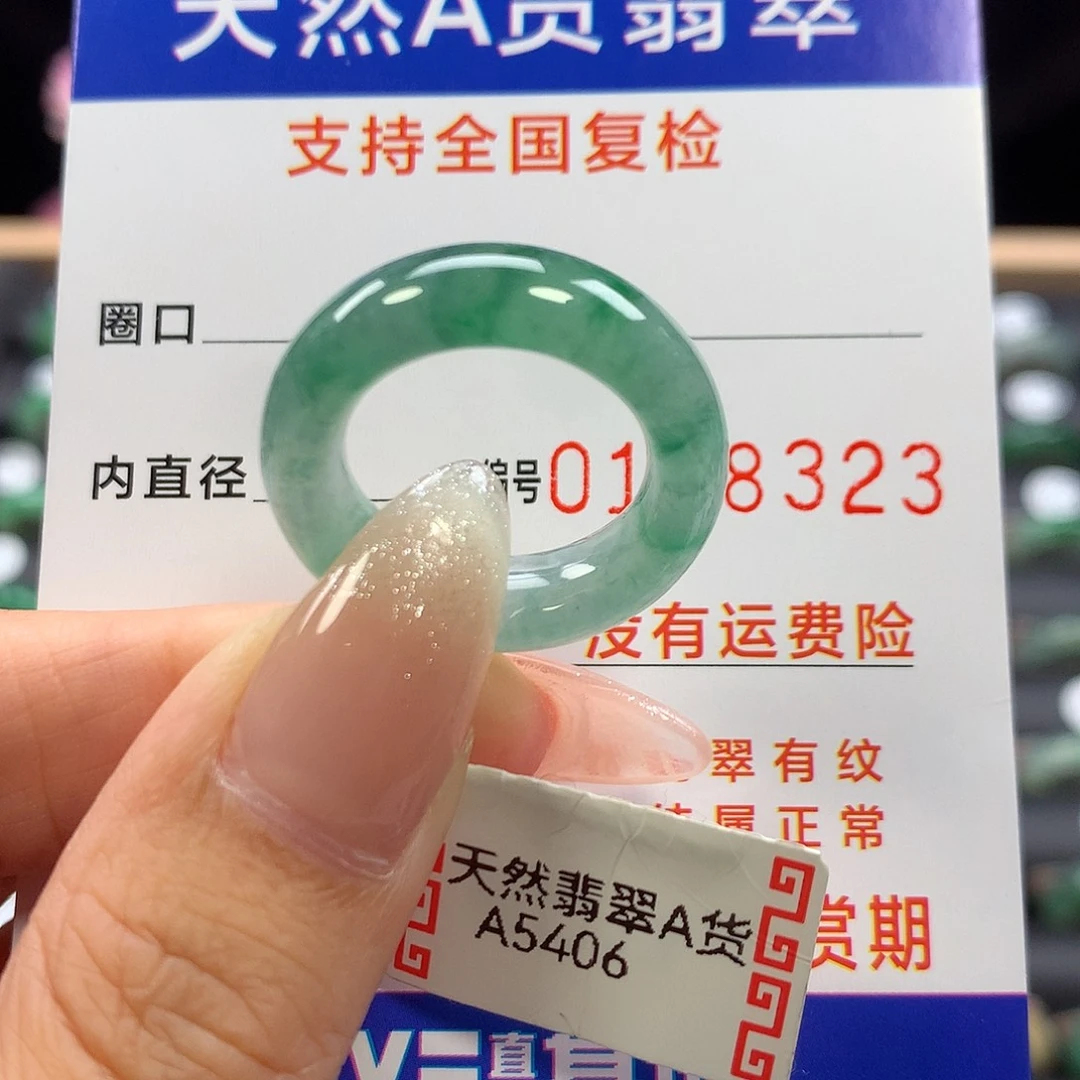 天然A货翡翠
支持全国复检
圈口
内直径
编号 01 8323
没有运费险
翠有纹
属正常
赏期
天然翡翠A货
A5406
直